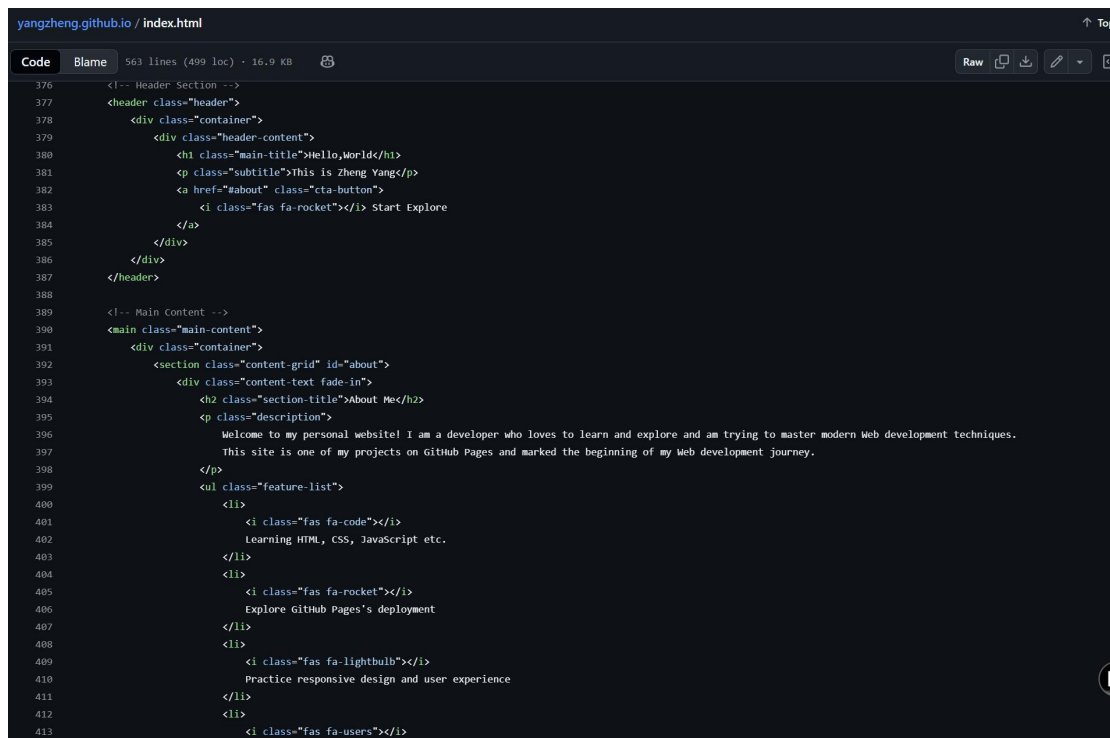 yangzheng.github.io / index.html
Top
Code Blame 563 lines (499 loc) · 16.9 KB
Raw
376 <!-- Header Section -->
377 <header class="header">
378 <div class="container">
379 <div class="header-content">
380 <h1 class="main-title">Hello,World</h1>
381 <p class="subtitle">This is Zheng Yang</p>
382 <a href="#about" class="cta-button">
383 <i class="fas fa-rocket"></i> Start Explore
384 </a>
385 </div>
386 </div>
387 </header>
388
389 <!-- Main Content -->
390 <main class="main-content">
391 <div class="container">
392 <section class="content-grid" id="about">
393 <div class="content-text fade-in">
394 <h2 class="section-title">About Me</h2>
395 <p class="description">
396 Welcome to my personal website! I am a developer who loves to learn and explore and am trying to master modern Web development techniques.
397 This site is one of my projects on GitHub Pages and marked the beginning of my Web development journey.
398 </p>
399 <ul class="feature-list">
400 <li>
401 <i class="fas fa-code"></i>
402 Learning HTML, CSS, JavaScript etc.
403 </li>
404 <li>
405 <i class="fas fa-rocket"></i>
406 Explore GitHub Pages's deployment
407 </li>
408 <li>
409 <i class="fas fa-lightbulb"></i>
410 Practice responsive design and user experience
411 </li>
412 <li>
413 <i class="fas fa-users"></i>